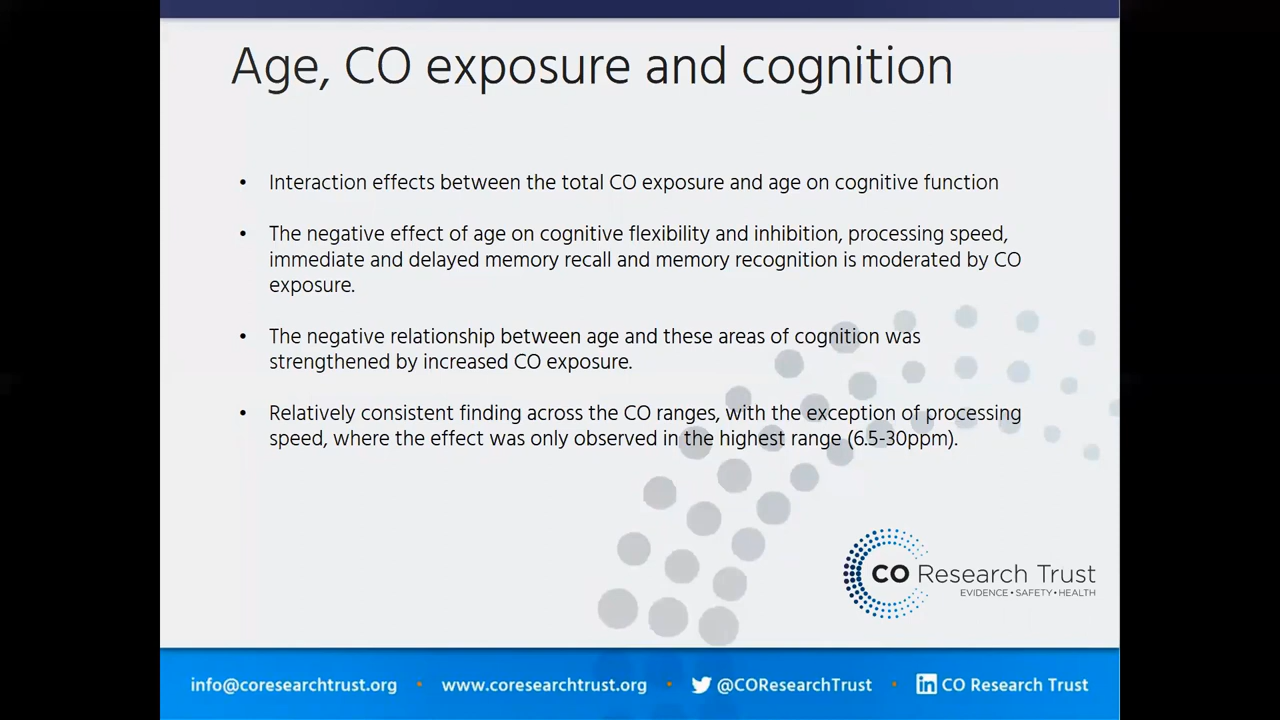 Age, CO exposure and cognition
• Interaction effects between the total CO exposure and age on cognitive function
• The negative effect of age on cognitive flexibility and inhibition, processing speed,
immediate and delayed memory recall and memory recognition is moderated by CO
exposure.
• The negative relationship between age and these areas of cognition was
strengthened by increased CO exposure.
• Relatively consistent finding across the CO ranges, with the exception of processing
speed, where the effect was only observed in the highest range (6.5-30ppm).
CO Research Trust
EVIDENCE • SAFETY • HEALTH
info@coresearchtrust.org • www.coresearchtrust.org • @COResearchTrust • in CO Research Trust